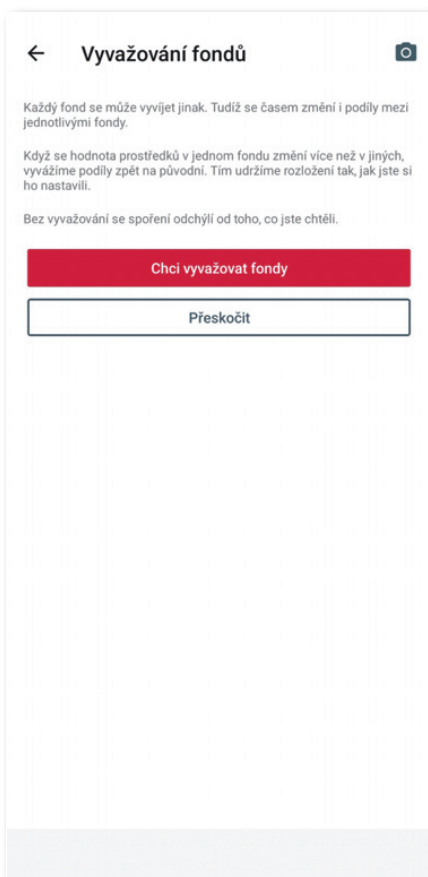 Vyvažování fondů
Každý fond se může vyvíjet jinak. Tudíž se časem změní i podíly mezi
jednotlivými fondy.
Když se hodnota prostředků v jednom fondu změní více než v jiných,
vyvážíme podíly zpět na původní. Tím udržíme rozložení tak, jak jste si
ho nastavili.
Bez vyvažování se spoření odchýlí od toho, co jste chtěli.
Chci vyvažovat fondy
Přeskočit